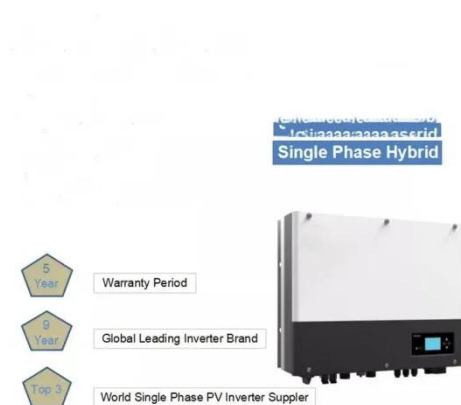 Single Phase Hybrid
5
Year
Warranty Period
9
Year
Global Leading Inverter Brand
Top 3
World Single Phase PV Inverter Suppler